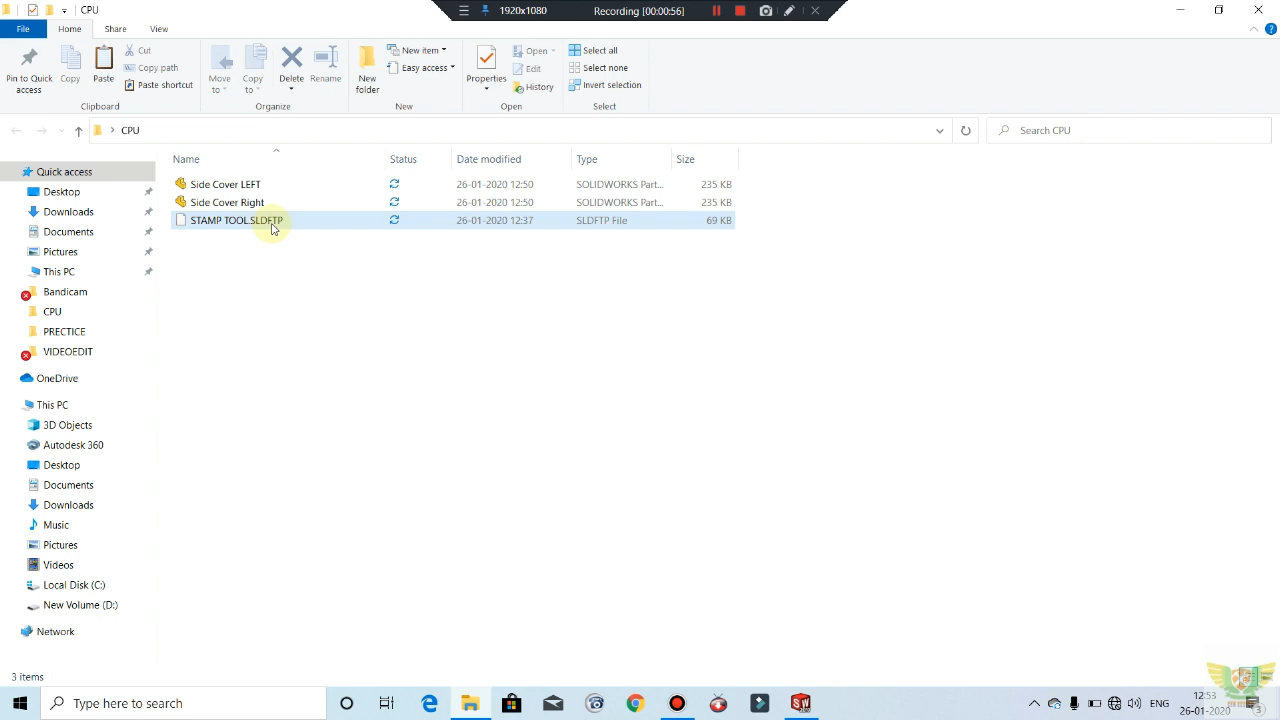 CPU
1920x1080
Recording [00:00:56]
File
Home
Share
View
Pin to Quick access
Copy
Paste
Cut
Copy path
Paste shortcut
Clipboard
Move to
Copy to
Delete
Rename
Organize
New folder
New item
Easy access
New
Properties
Open
Edit
History
Open
Select all
Select none
Invert selection
Select
CPU
Search CPU
Name
Status
Date modified
Type
Size
Side Cover LEFT
26-01-2020 12:50
SOLIDWORKS Part...
235 KB
Side Cover Right
26-01-2020 12:50
SOLIDWORKS Part...
235 KB
STAMP TOOL.SLDFTP
26-01-2020 12:37
SLDFTP File
69 KB
Quick access
Desktop
Downloads
Documents
Pictures
This PC
Bandicam
CPU
PRECTICE
VIDEOEDIT
OneDrive
This PC
3D Objects
Autodesk 360
Desktop
Documents
Downloads
Music
Pictures
Videos
Local Disk (C:)
New Volume (D:)
Network
3 items
Type here to search
SW
ENG
12:53
26-01-2020
3